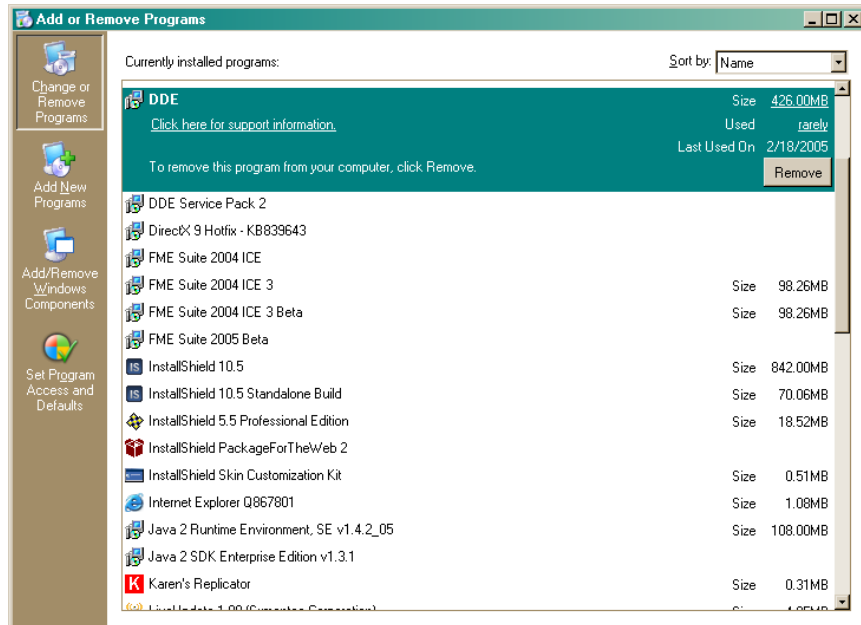 Add or Remove Programs
Change or
Remove
Programs
Add New
Programs
Add/Remove
Windows
Components
Set Program
Access and
Defaults
Currently installed programs:
Sort by: Name
DDE Size 426.00MB
Click here for support information. Used rarely
Last Used On 2/18/2005
To remove this program from your computer, click Remove. Remove
DDE Service Pack 2
DirectX 9 Hotfix - KB839643
FME Suite 2004 ICE
FME Suite 2004 ICE 3 Size 98.26MB
FME Suite 2004 ICE 3 Beta Size 98.26MB
FME Suite 2005 Beta
IS InstallShield 10.5 Size 842.00MB
IS InstallShield 10.5 Standalone Build Size 70.06MB
InstallShield 5.5 Professional Edition Size 18.52MB
InstallShield PackageForTheWeb 2
InstallShield Skin Customization Kit Size 0.51MB
Internet Explorer Q867801 Size 1.08MB
Java 2 Runtime Environment, SE v1.4.2_05 Size 108.00MB
Java 2 SDK Enterprise Edition v1.3.1
K Karen's Replicator Size 0.31MB